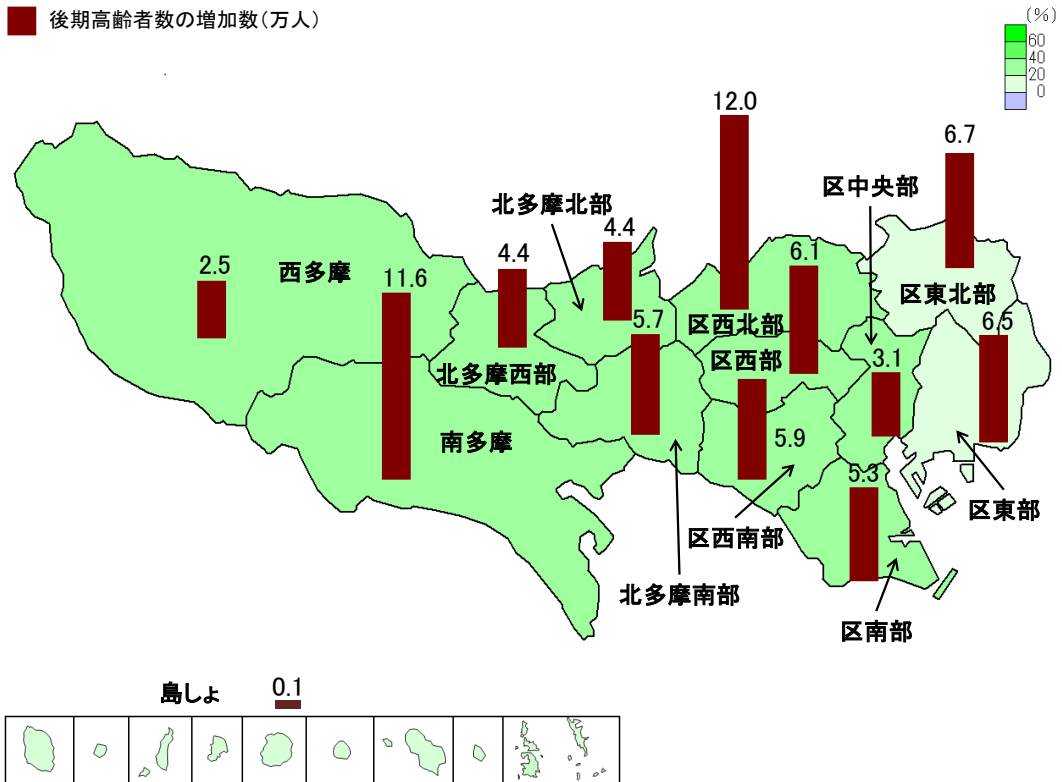 後期高齢者数の増加数(万人)
(%)
60
40
20
0
12.0
6.7
区中央部
北多摩北部
4.4
4.4
6.1
2.5
西多摩
11.6
区東北部
区西北部
5.7
6.5
区西部
3.1
北多摩西部
南多摩
5.9
5.3
区東部
区西南部
北多摩南部
区南部
島しょ
0.1